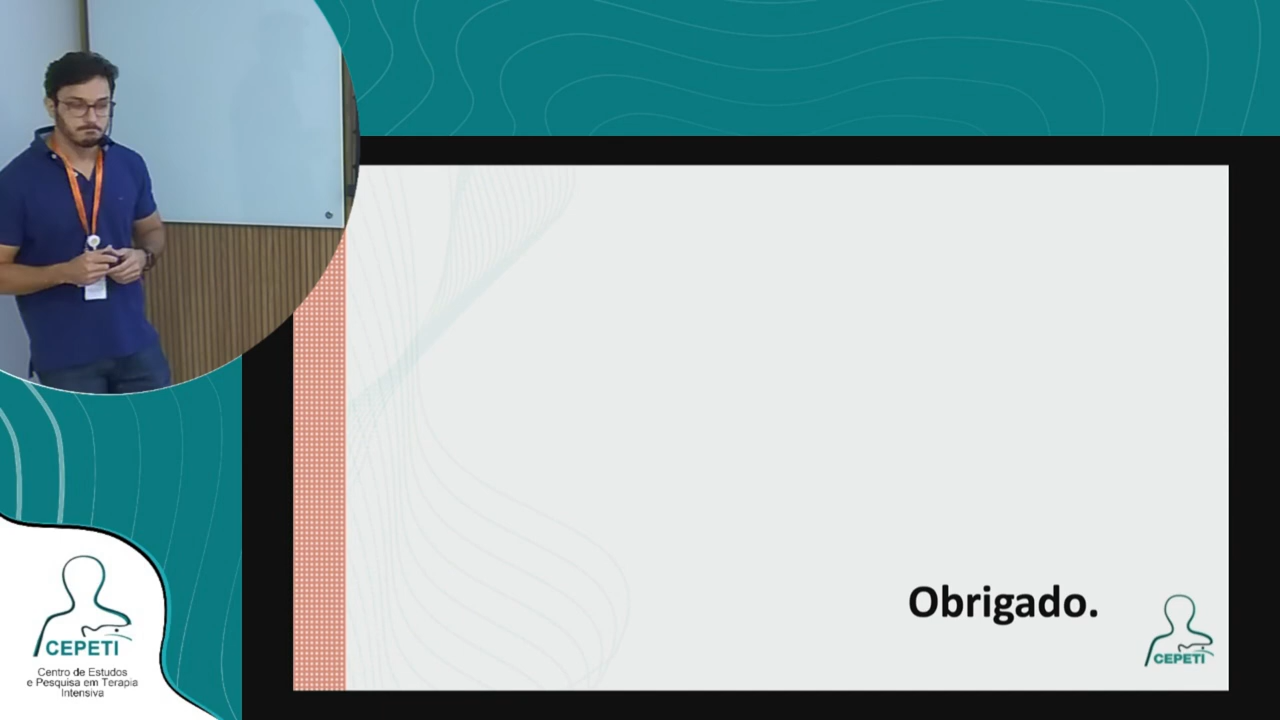 Obrigado.
CEPETI
CEPETI
Centro de Estudos
e Pesquisa em Terapia
Intensiva